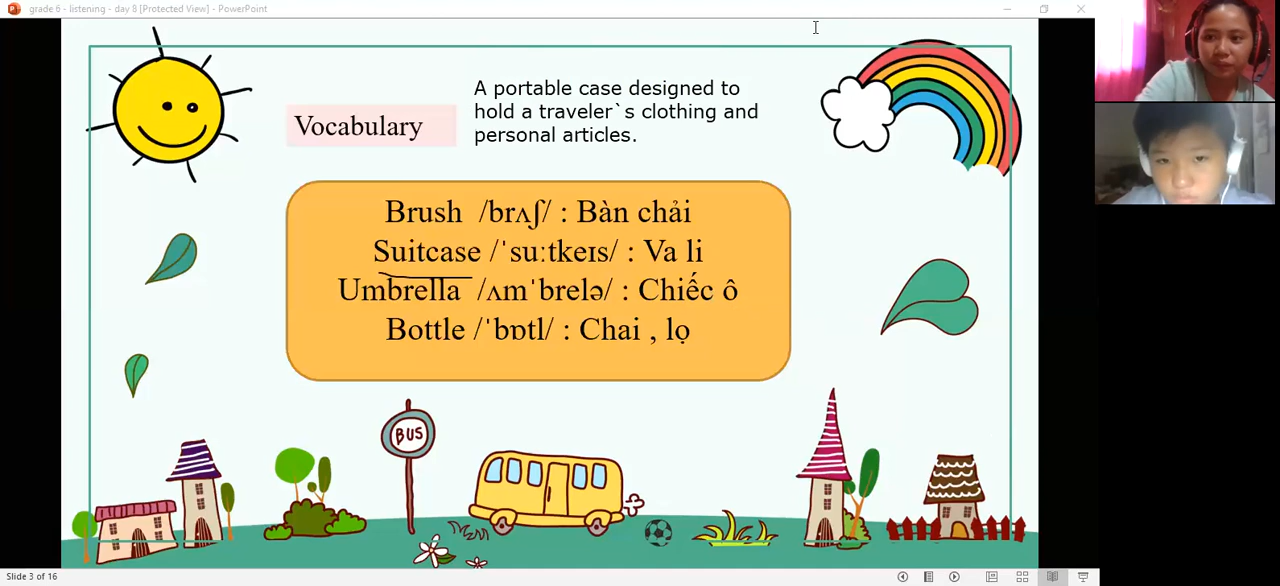 grade 6 - listening - day 8 [Protected View] - PowerPoint
A portable case designed to
hold a traveler`s clothing and
personal articles.
Vocabulary
Brush /brʌʃ/ : Bàn chải
Suitcase /ˈsuːtkeɪs/ : Va li
Umbrella /ʌmˈbrelə/ : Chiếc ô
Bottle /ˈbɒtl/ : Chai , lọ
BUS
Slide 3 of 16